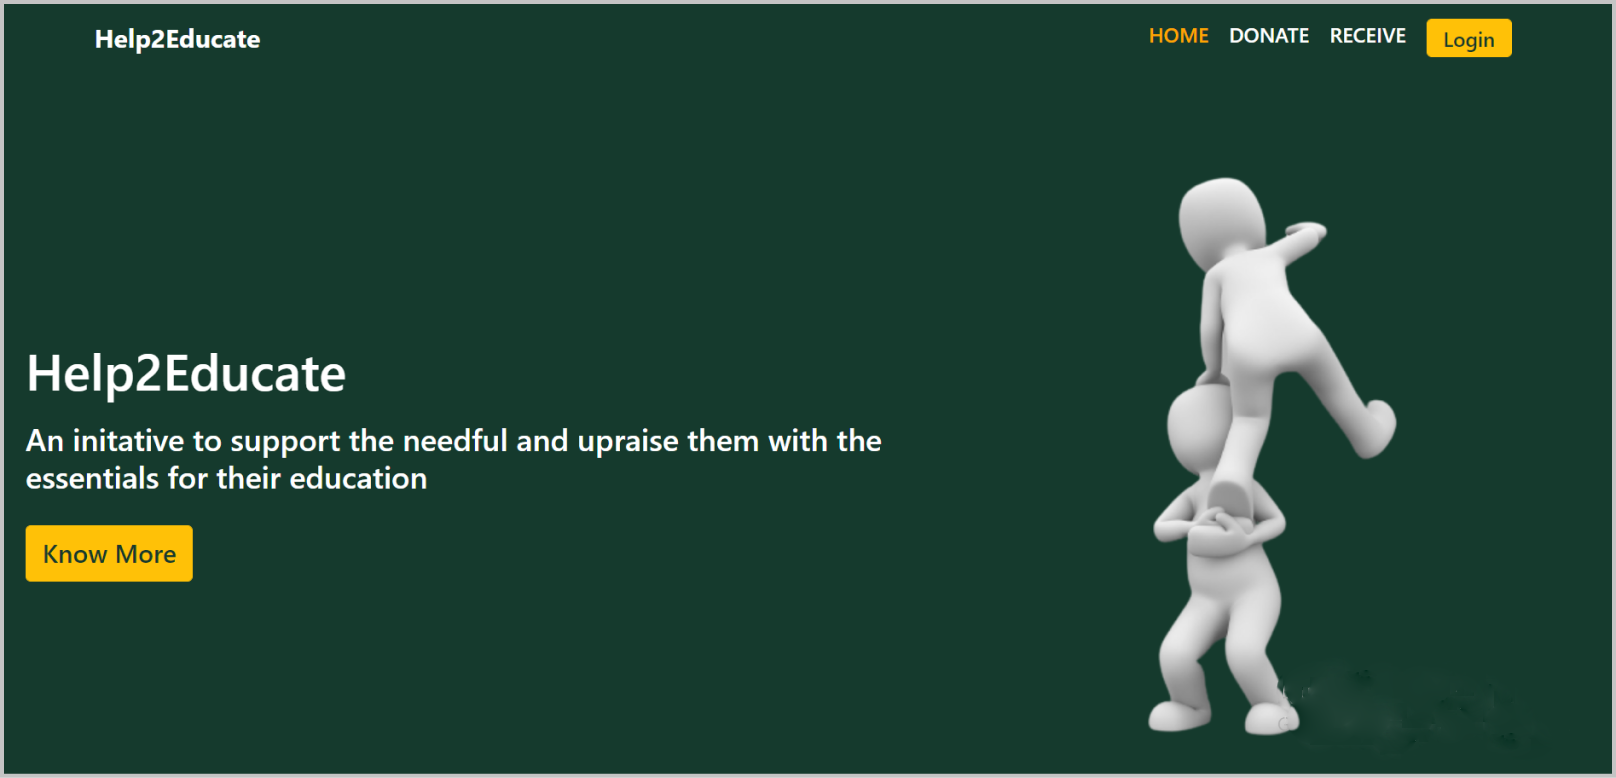 Help2Educate
HOME DONATE RECEIVE Login
Help2Educate
An initative to support the needful and upraise them with the
essentials for their education
Know More